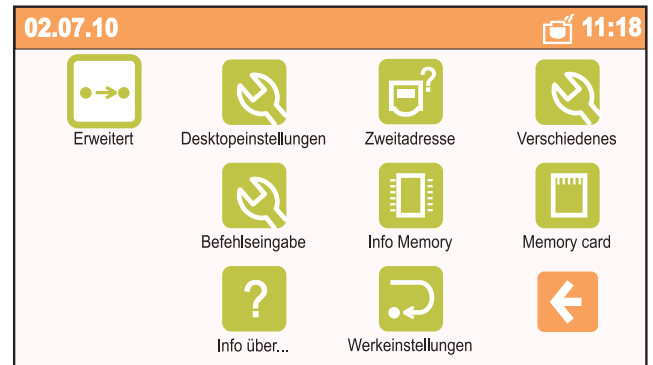 02.07.10 11:18
Erweitert Desktopeinstellungen Zweitadresse Verschiedenes
Befehlseingabe Info Memory Memory card
?
Info über... Werkeinstellungen